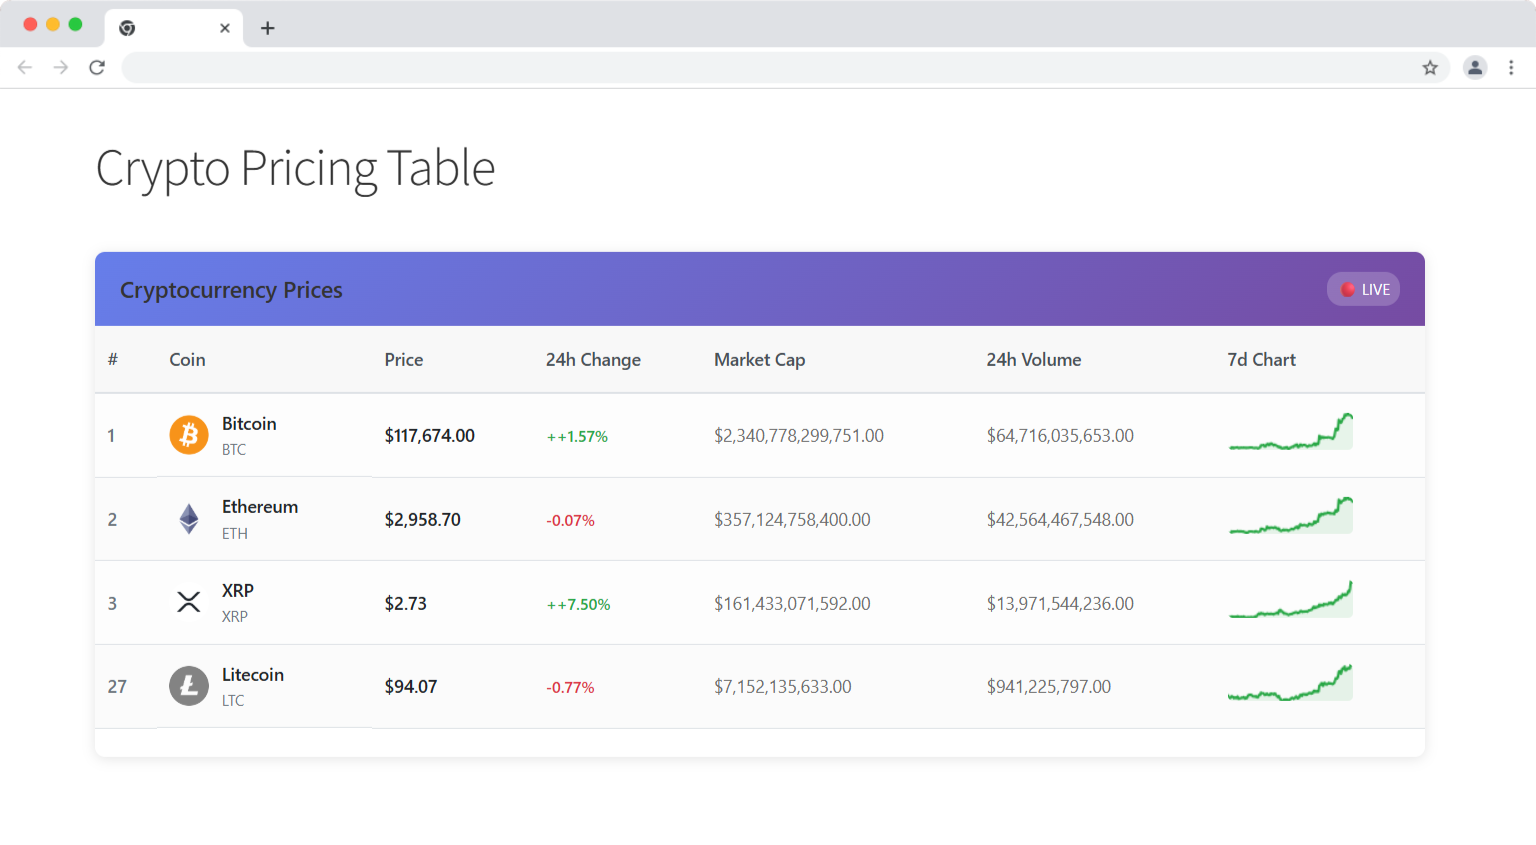 Crypto Pricing Table
Cryptocurrency Prices
LIVE
# Coin Price 24h Change Market Cap 24h Volume 7d Chart
1 Bitcoin BTC $117,674.00 ++1.57% $2,340,778,299,751.00 $64,716,035,653.00
2 Ethereum ETH $2,958.70 -0.07% $357,124,758,400.00 $42,564,467,548.00
3 XRP XRP $2.73 ++7.50% $161,433,071,592.00 $13,971,544,236.00
27 Litecoin LTC $94.07 -0.77% $7,152,135,633.00 $941,225,797.00